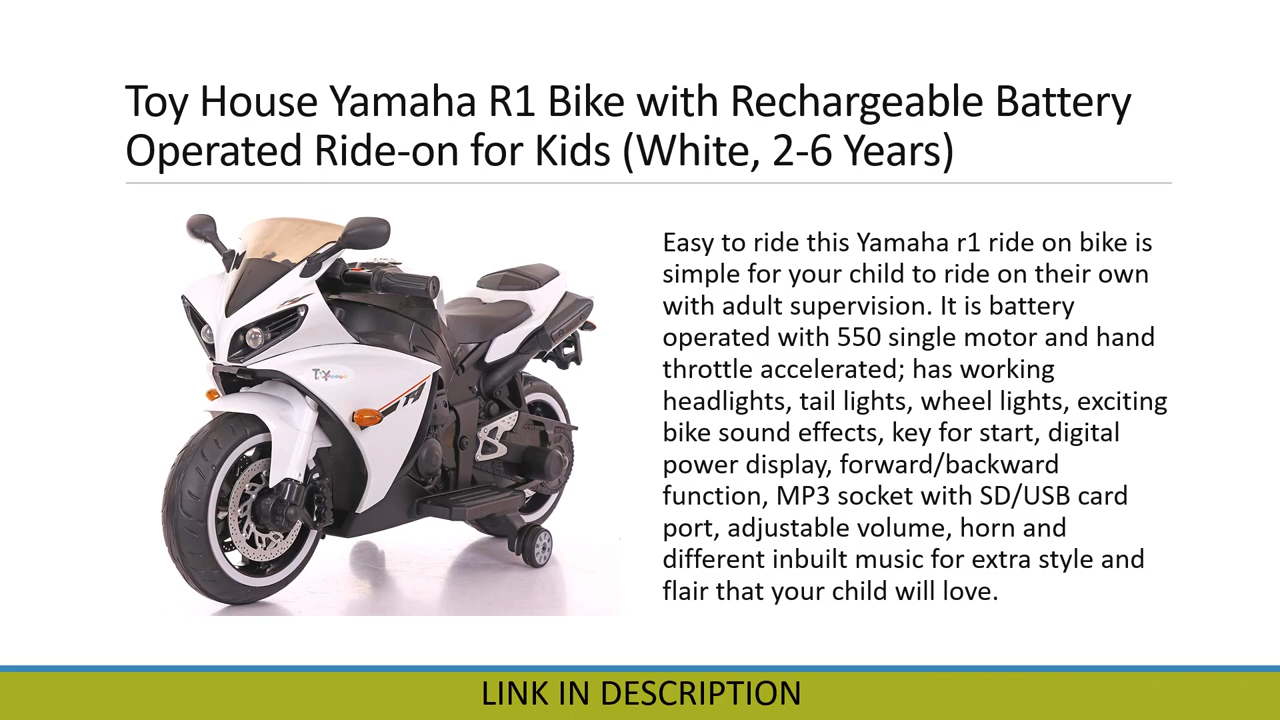 Toy House Yamaha R1 Bike with Rechargeable Battery
Operated Ride-on for Kids (White, 2-6 Years)
Easy to ride this Yamaha r1 ride on bike is
simple for your child to ride on their own
with adult supervision. It is battery
operated with 550 single motor and hand
throttle accelerated; has working
headlights, tail lights, wheel lights, exciting
bike sound effects, key for start, digital
power display, forward/backward
function, MP3 socket with SD/USB card
port, adjustable volume, horn and
different inbuilt music for extra style and
flair that your child will love.
LINK IN DESCRIPTION